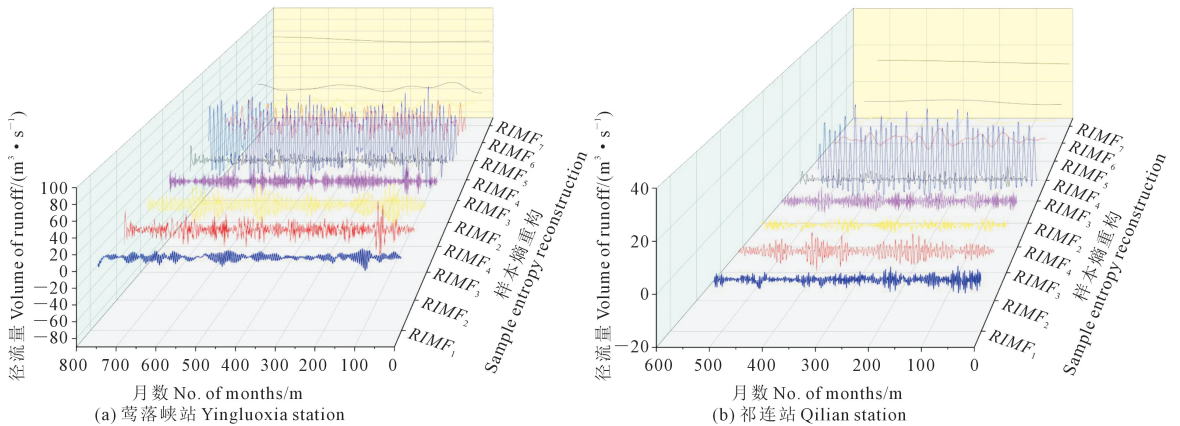 径流量 Volume of runoff/(m³·s⁻¹)
100
80
60
40
20
0
−20
−40
−60
−80
800 700 600 500 400 300 200 100 0
月数 No. of months/m
RIMF₇
RIMF₆
RIMF₅
RIMF₄
RIMF₃
RIMF₂
RIMF₄
RIMF₃
RIMF₂
RIMF₁
样本熵重构
Sample entropy reconstruction
(a) 莺落峡站 Yingluoxia station
径流量 Volume of runoff/(m³·s⁻¹)
40
20
0
−20
600 500 400 300 200 100 0
月数 No. of months/m
RIMF₇
RIMF₆
RIMF₅
RIMF₄
RIMF₃
RIMF₂
RIMF₄
RIMF₃
RIMF₂
RIMF₁
样本熵重构
Sample entropy reconstruction
(b) 祁连站 Qilian station